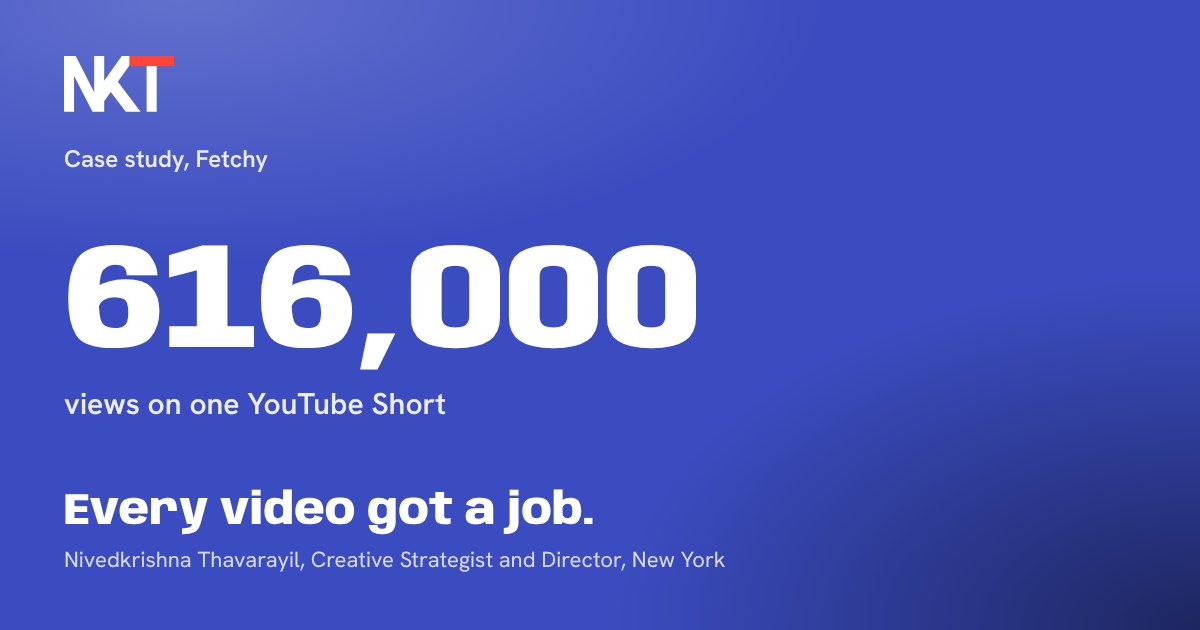 NKT
Case study, Fetchy
616,000
views on one YouTube Short
Every video got a job.
Nivedkrishna Thavarayil, Creative Strategist and Director, New York